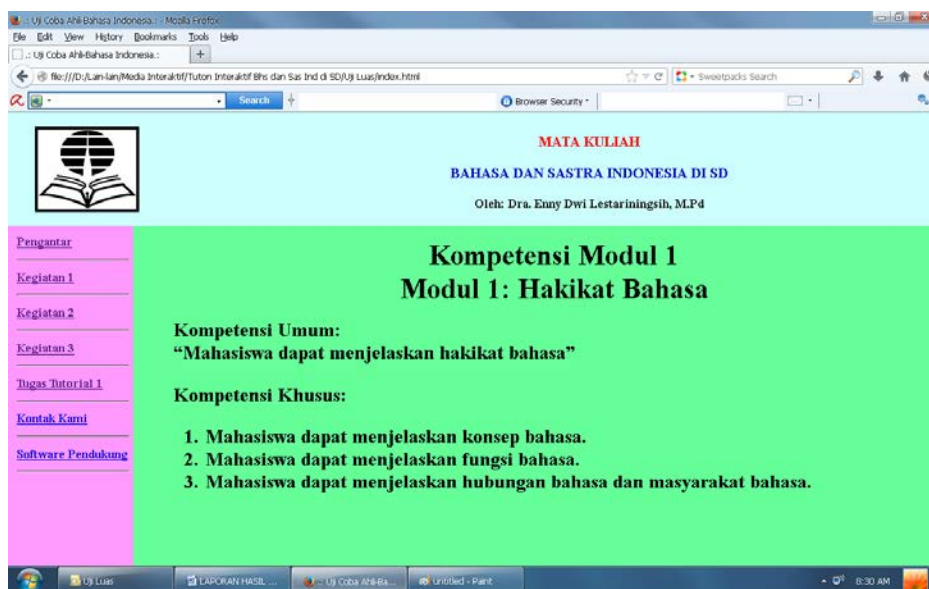 .: Uji Coba Ahli-Bahasa Indonesia.: - Mozilla Firefox
File Edit View History Bookmarks Tools Help
.: Uji Coba Ahli-Bahasa Indonesia.: +
file:///D:/Lain-lain/Media Interaktif/Tuton Interaktif Bhs dan Sas Ind di SD/Uji Luas/index.html
Sweetpacks Search
Search
Browser Security
MATA KULIAH
BAHASA DAN SASTRA INDONESIA DI SD
Oleh: Dra. Enny Dwi Lestariningsih, M.Pd
Pengantar
Kegiatan 1
Kegiatan 2
Kegiatan 3
Tugas Tutorial 1
Kontak Kami
Software Pendukung
Kompetensi Modul 1
Modul 1: Hakikat Bahasa
Kompetensi Umum:
“Mahasiswa dapat menjelaskan hakikat bahasa”
Kompetensi Khusus:
1. Mahasiswa dapat menjelaskan konsep bahasa.
2. Mahasiswa dapat menjelaskan fungsi bahasa.
3. Mahasiswa dapat menjelaskan hubungan bahasa dan masyarakat bahasa.
Uji Luas
LAPORAN HASIL ...
.: Uji Coba Ahli-Ba...
untitled - Paint
8:30 AM